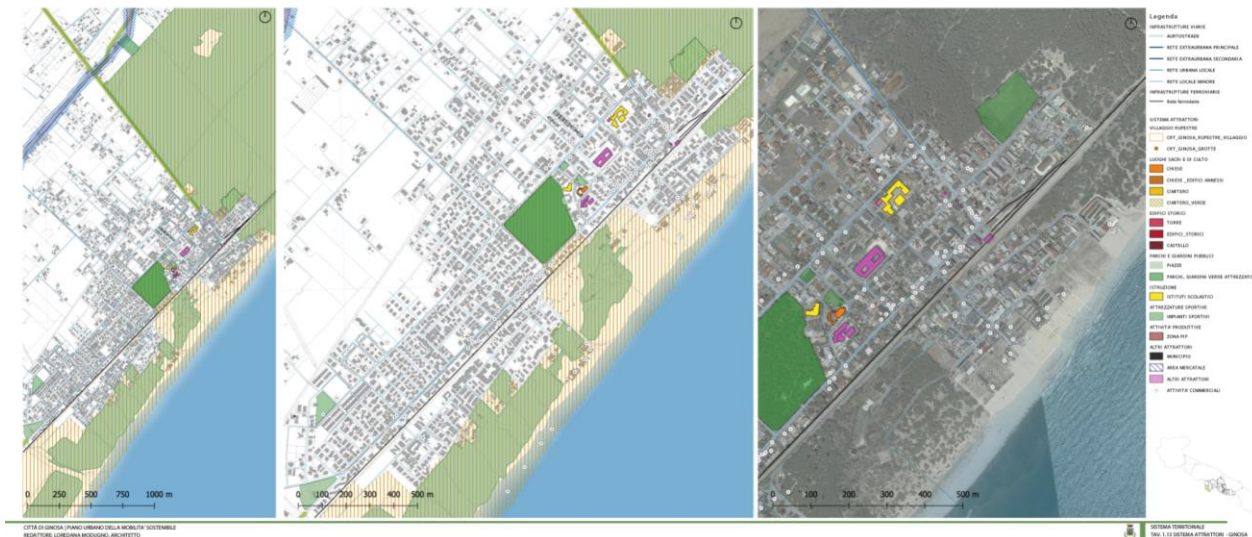 Legenda
INFRASTRUTTURE VIARIE
AUTOSTRADE
RETE EXTRAURBANA PRINCIPALE
RETE EXTRAURBANA SECONDARIA
RETE URBANA LOCALE
RETE LOCALE MINORE
INFRASTRUTTURE FERROVIARIE
Rete ferroviaria
SISTEMA ATTRATTORI
VILLAGGIO RUPESTRE
CRT_GINOSA_RUPESTRE_VILLAGGIO
CRT_GINOSA_GROTTE
LUOGHI SACRI E DI CULTO
CHIESE
CHIESE_EDIFICI ANNESSI
CIMITERO
CIMITERO_VERDE
EDIFICI STORICI
TORRE
EDIFICI_STORICI
CASTELLO
PARCHI E GIARDINI PUBBLICI
PIAZZE
PARCHI, GIARDINI VERDE ATTREZZATO
ISTRUZIONE
ISTITUTI SCOLASTICI
ATTREZZATURE SPORTIVE
IMPIANTI SPORTIVI
ATTIVITA' PRODUTTIVE
ZONA PIP
ALTRI ATTRATTORI
MUNICIPIO
AREA MERCATALE
ALTRI ATTRATTORI
ATTIVITA' COMMERCIALI
0 250 500 750 1000 m
0 100 200 300 400 500 m
0 100 200 300 500 m
CITTÀ DI GINOSA | PIANO URBANO DELLA MOBILITA' SOSTENIBILE
REDATTORE: LOREDANA MODUGNO, ARCHITETTO
SISTEMA TERRITORIALE
TAV. 1.13 SISTEMA ATTRATTORI - GINOSA